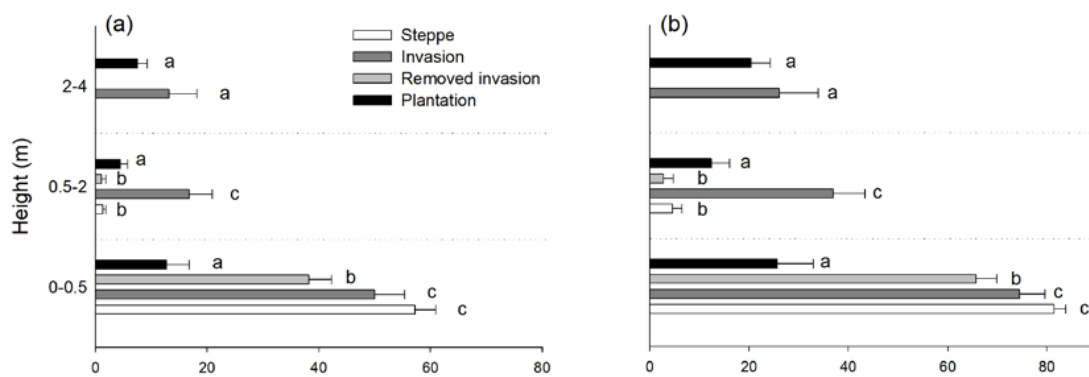 (a)
Steppe
Invasion
Removed invasion
Plantation
Height (m)
2-4
a
a
0.5-2
a
b
c
b
0-0.5
a
b
c
c
0 20 40 60 80
(b)
a
a
a
b
c
b
a
b
c
c
0 20 40 60 80